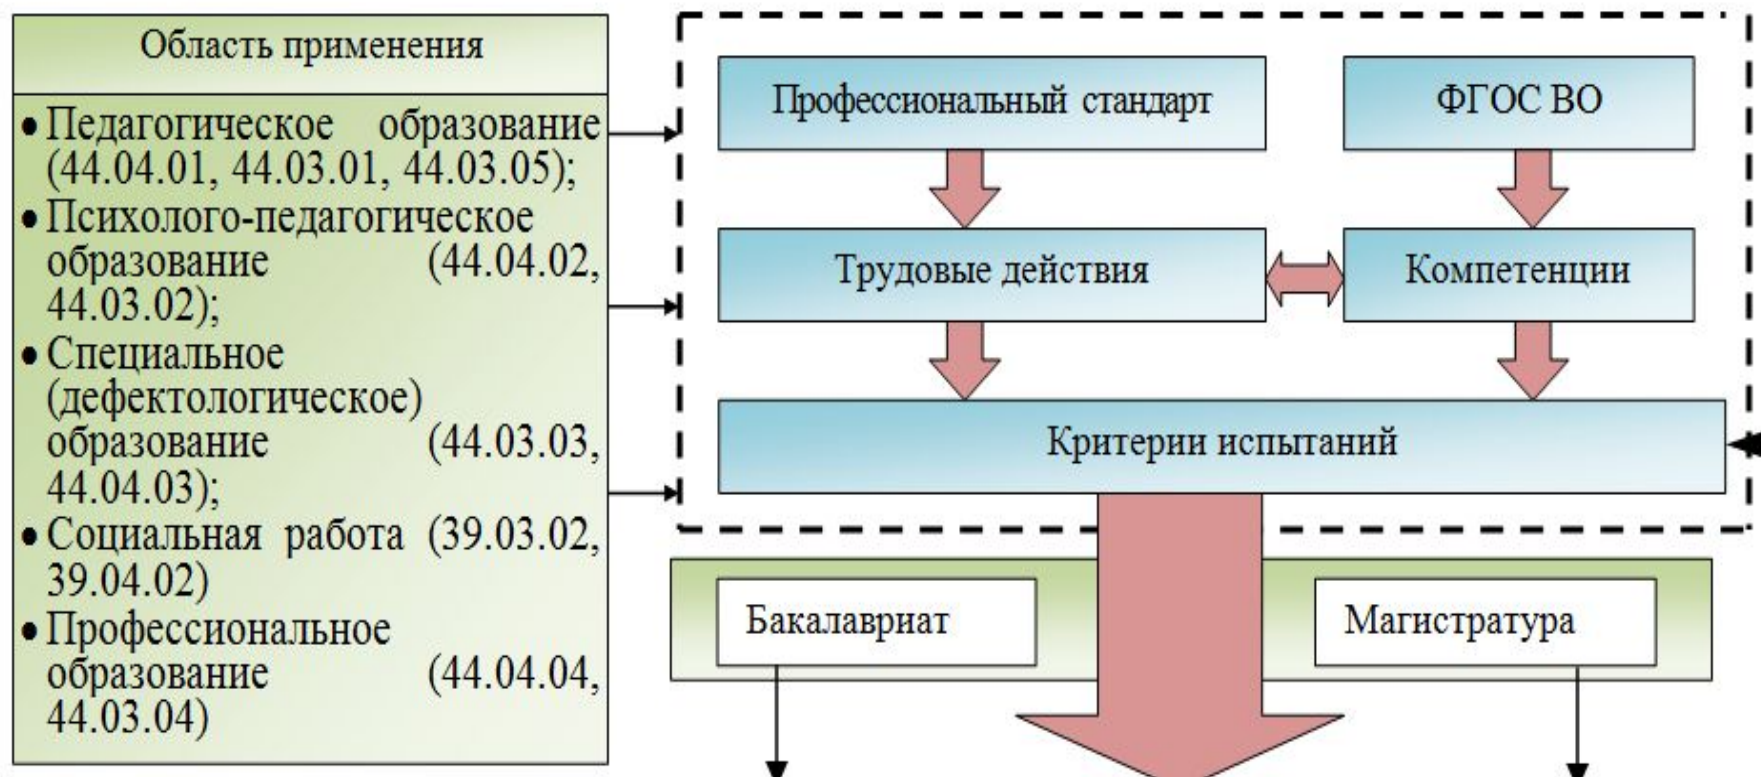 Область применения
• Педагогическое образование
(44.04.01, 44.03.01, 44.03.05);
• Психолого-педагогическое
образование (44.04.02,
44.03.02);
• Специальное
(дефектологическое)
образование (44.03.03,
44.04.03);
• Социальная работа (39.03.02,
39.04.02)
• Профессиональное
образование (44.04.04,
44.03.04)
Профессиональный стандарт
ФГОС ВО
Трудовые действия
Компетенции
Критерии испытаний
Бакалавриат
Магистратура